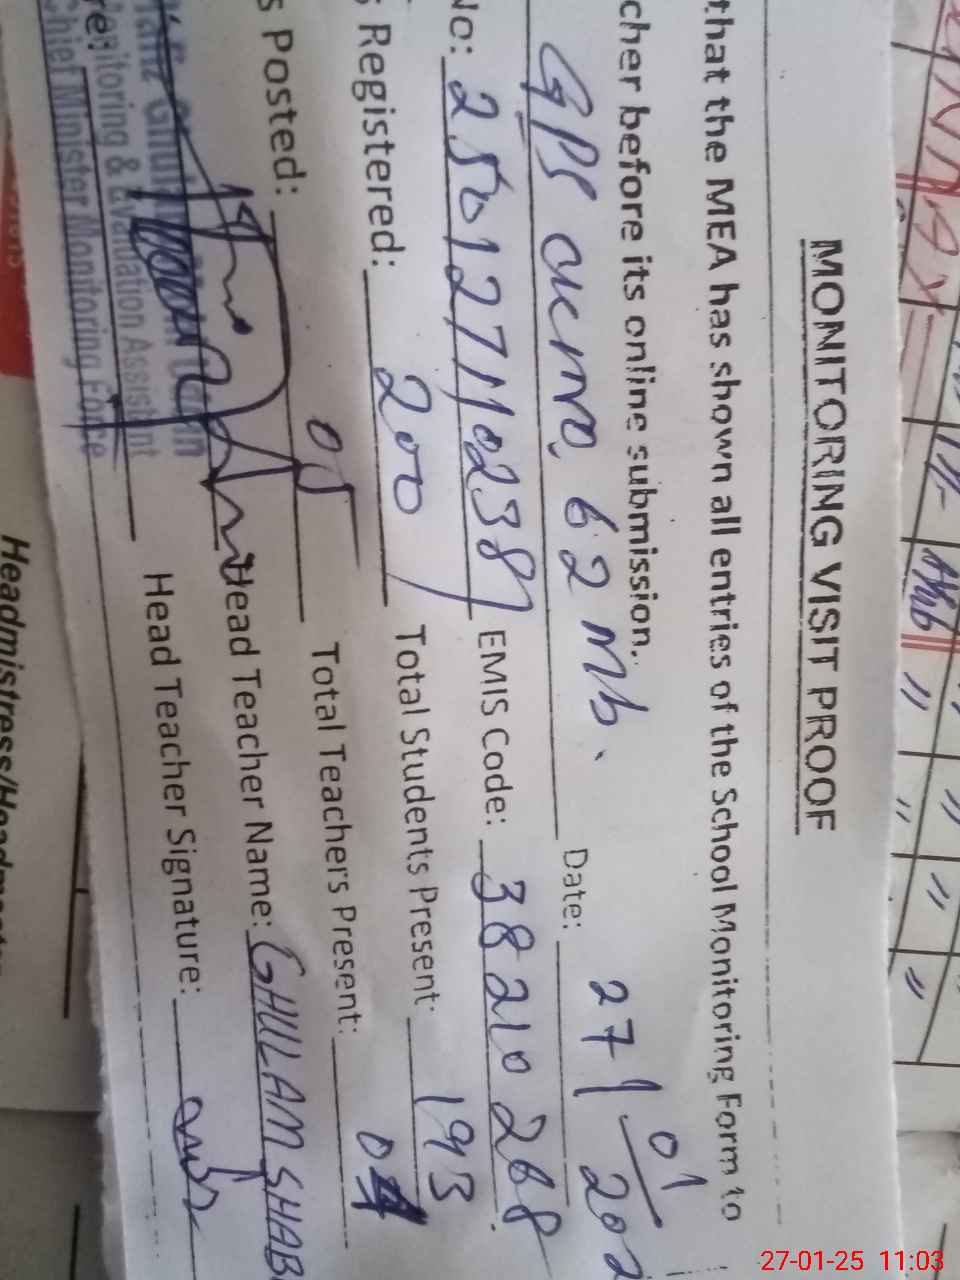 MONITORING VISIT PROOF
that the MEA has shown all entries of the School Monitoring Form to
cher before its online submission.
GPS 62 Mb. Date: 27/01/202
No: EMIS Code: 38210268
s Registered: 200 Total Students Present: 193
s Posted: 05 Total Teachers Present: 04
Head Teacher Name: GHULAM SHAB
re: Head Teacher Signature:
Monitoring & Evaluation Assistant
Chief Minister Monitoring Force
Headmistress/Headmaster
27-01-25 11:03